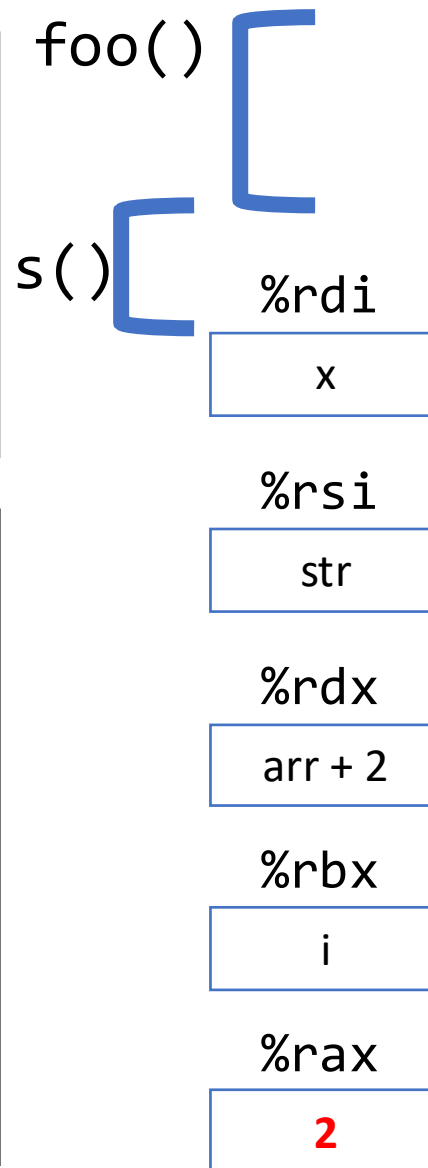 foo()
s()
%rdi
x
%rsi
str
%rdx
arr + 2
%rbx
i
%rax
2